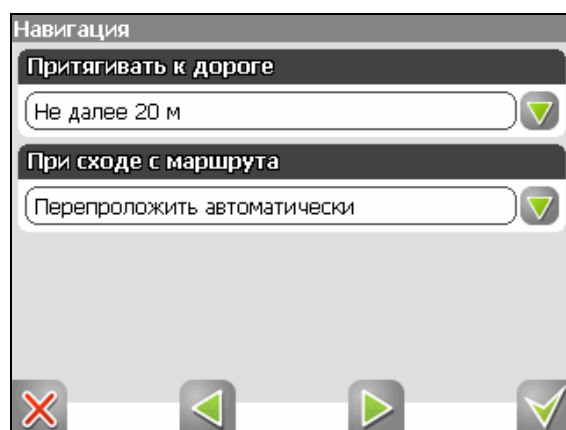 Навигация
Притягивать к дороге
Не далее 20 м
При сходе с маршрута
Перепроложить автоматически